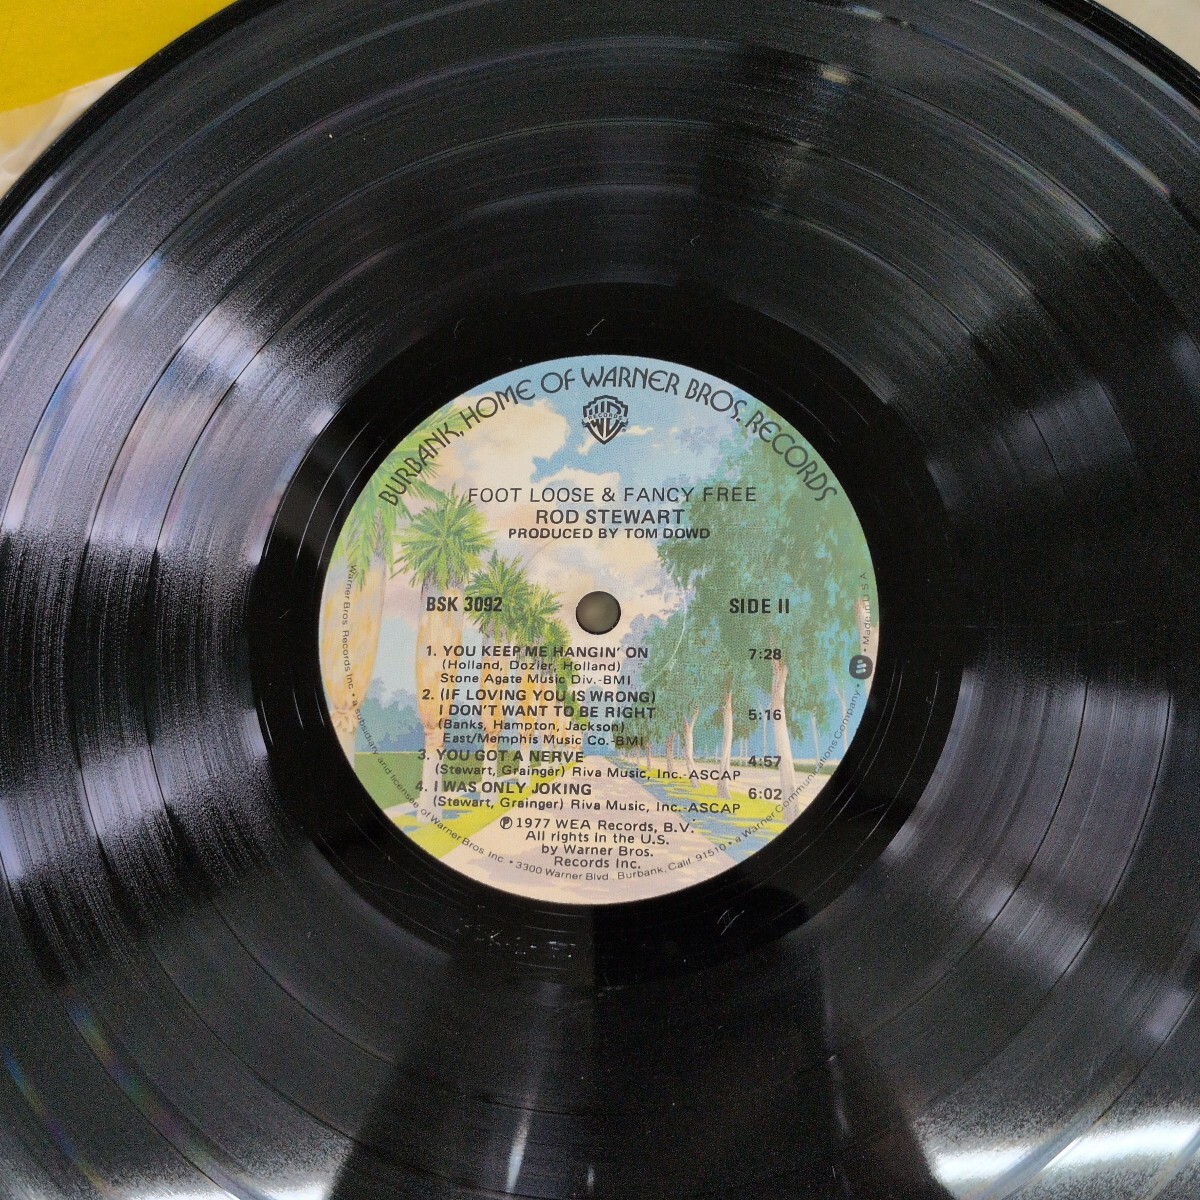 BURBANK, HOME OF WARNER BROS. RECORDS
RECORDS
FOOT LOOSE & FANCY FREE
ROD STEWART
PRODUCED BY TOM DOWD
BSK 3092
SIDE II
1. YOU KEEP ME HANGIN' ON 7:28
(Holland, Dozier, Holland)
Stone Agate Music Div.-BMI
2. (IF LOVING YOU IS WRONG)
I DON'T WANT TO BE RIGHT 5:16
(Banks, Hampton, Jackson)
East/Memphis Music Co.-BMI
3. YOU GOT A NERVE 4:57
(Stewart, Grainger) Riva Music, Inc.-ASCAP
4. I WAS ONLY JOKING 6:02
(Stewart, Grainger) Riva Music, Inc.-ASCAP
℗ 1977 WEA Records, B.V.
All rights in the U.S.
by Warner Bros.
Records Inc.
Warner Bros. Records Inc. • a subsidiary and licensee of Warner Bros. Inc. • 3300 Warner Blvd., Burbank, Calif. 91510 • a Warner Communications Company • Made in U.S.A.